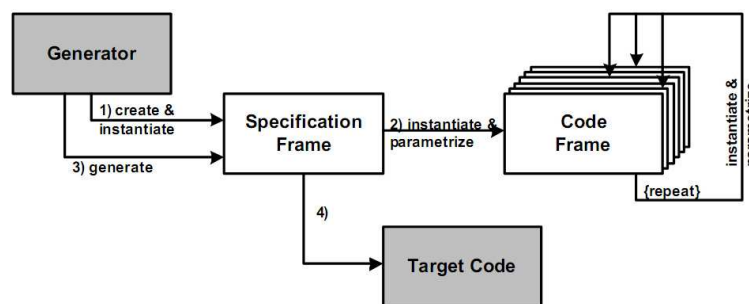 Generator
1) create &
instantiate
3) generate
Specification
Frame
2) instantiate &
parametrize
Code
Frame
instantiate &
{repeat}
4)
Target Code